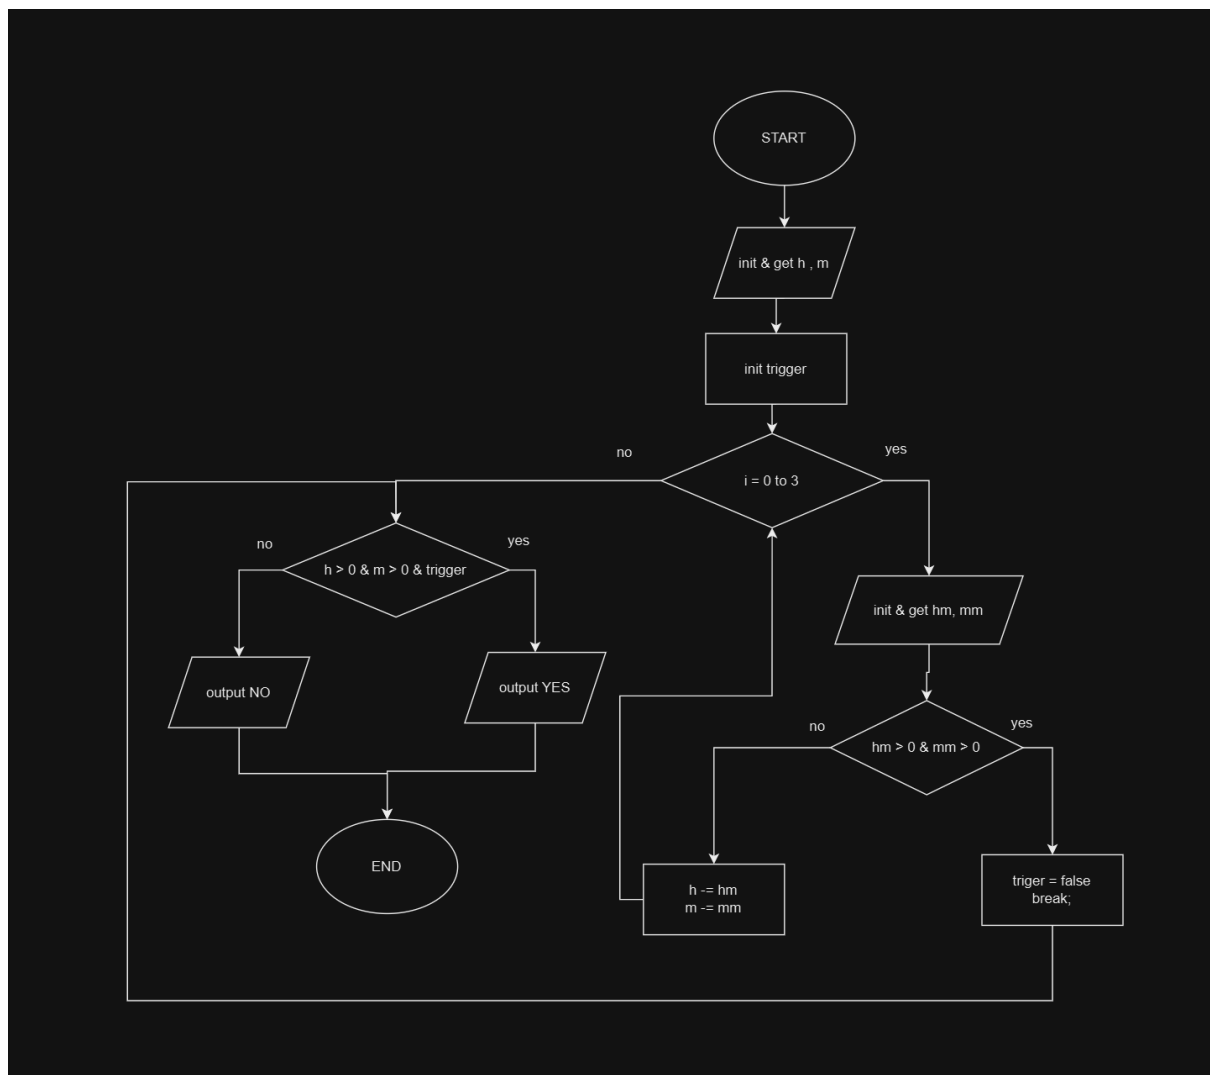 START
init & get h , m
init trigger
i = 0 to 3
no
yes
h > 0 & m > 0 & trigger
no
yes
output NO
output YES
END
init & get hm, mm
hm > 0 & mm > 0
no
yes
h -= hm
m -= mm
triger = false
break;